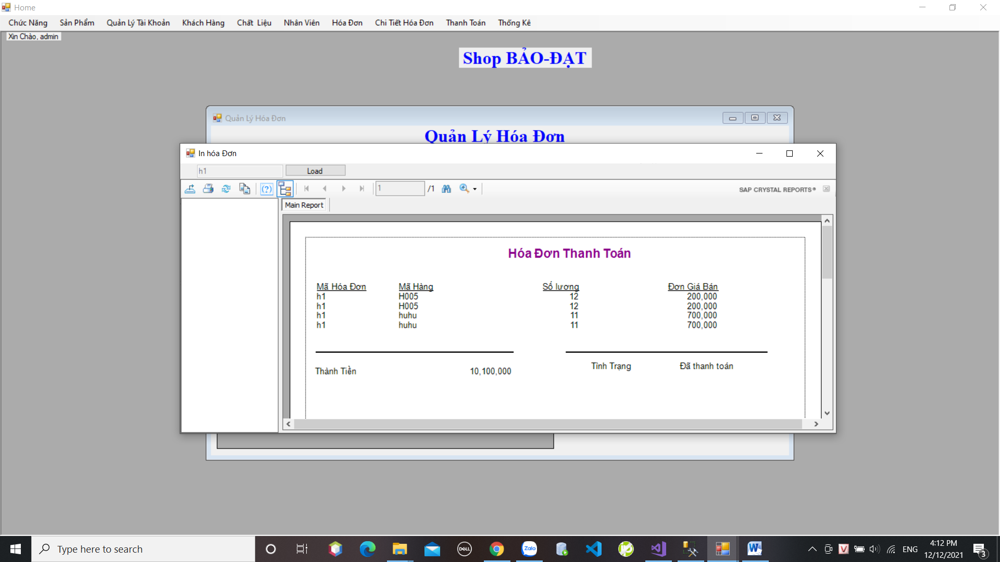 Home
Chức Năng Sản Phẩm Quản Lý Tài Khoản Khách Hàng Chất Liệu Nhân Viên Hóa Đơn Chi Tiết Hóa Đơn Thanh Toán Thống Kê
Xin Chào, admin
Shop BẢO-ĐẠT
Quản Lý Hóa Đơn
Quản Lý Hóa Đơn
In hóa Đơn
h1 Load
1 /1 SAP CRYSTAL REPORTS®
Main Report
Hóa Đơn Thanh Toán
Mã Hóa Đơn Mã Hàng Số lương Đơn Giá Bán
h1 H005 12 200,000
h1 H005 12 200,000
h1 huhu 11 700,000
h1 huhu 11 700,000
Thành Tiền 10,100,000 Tình Trạng Đã thanh toán
Type here to search
DELL
Zalo
ENG
4:12 PM
12/12/2021
3